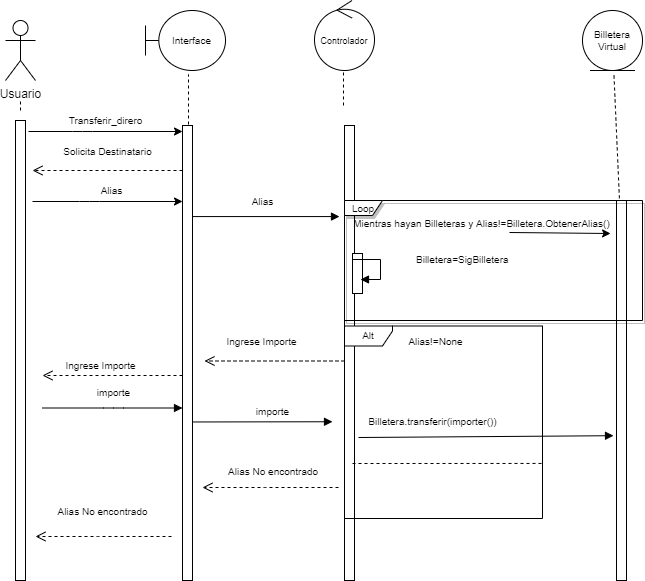 Usuario
Interface
Controlador
Billetera
Virtual
Transferir_direro
Solicita Destinatario
Alias
Alias
Loop
Mientras hayan Billeteras y Alias!=Billetera.ObtenerAlias()
Billetera=SigBilletera
Alt
Alias!=None
Ingrese Importe
Ingrese Importe
importe
importe
Billetera.transferir(importer())
Alias No encontrado
Alias No encontrado